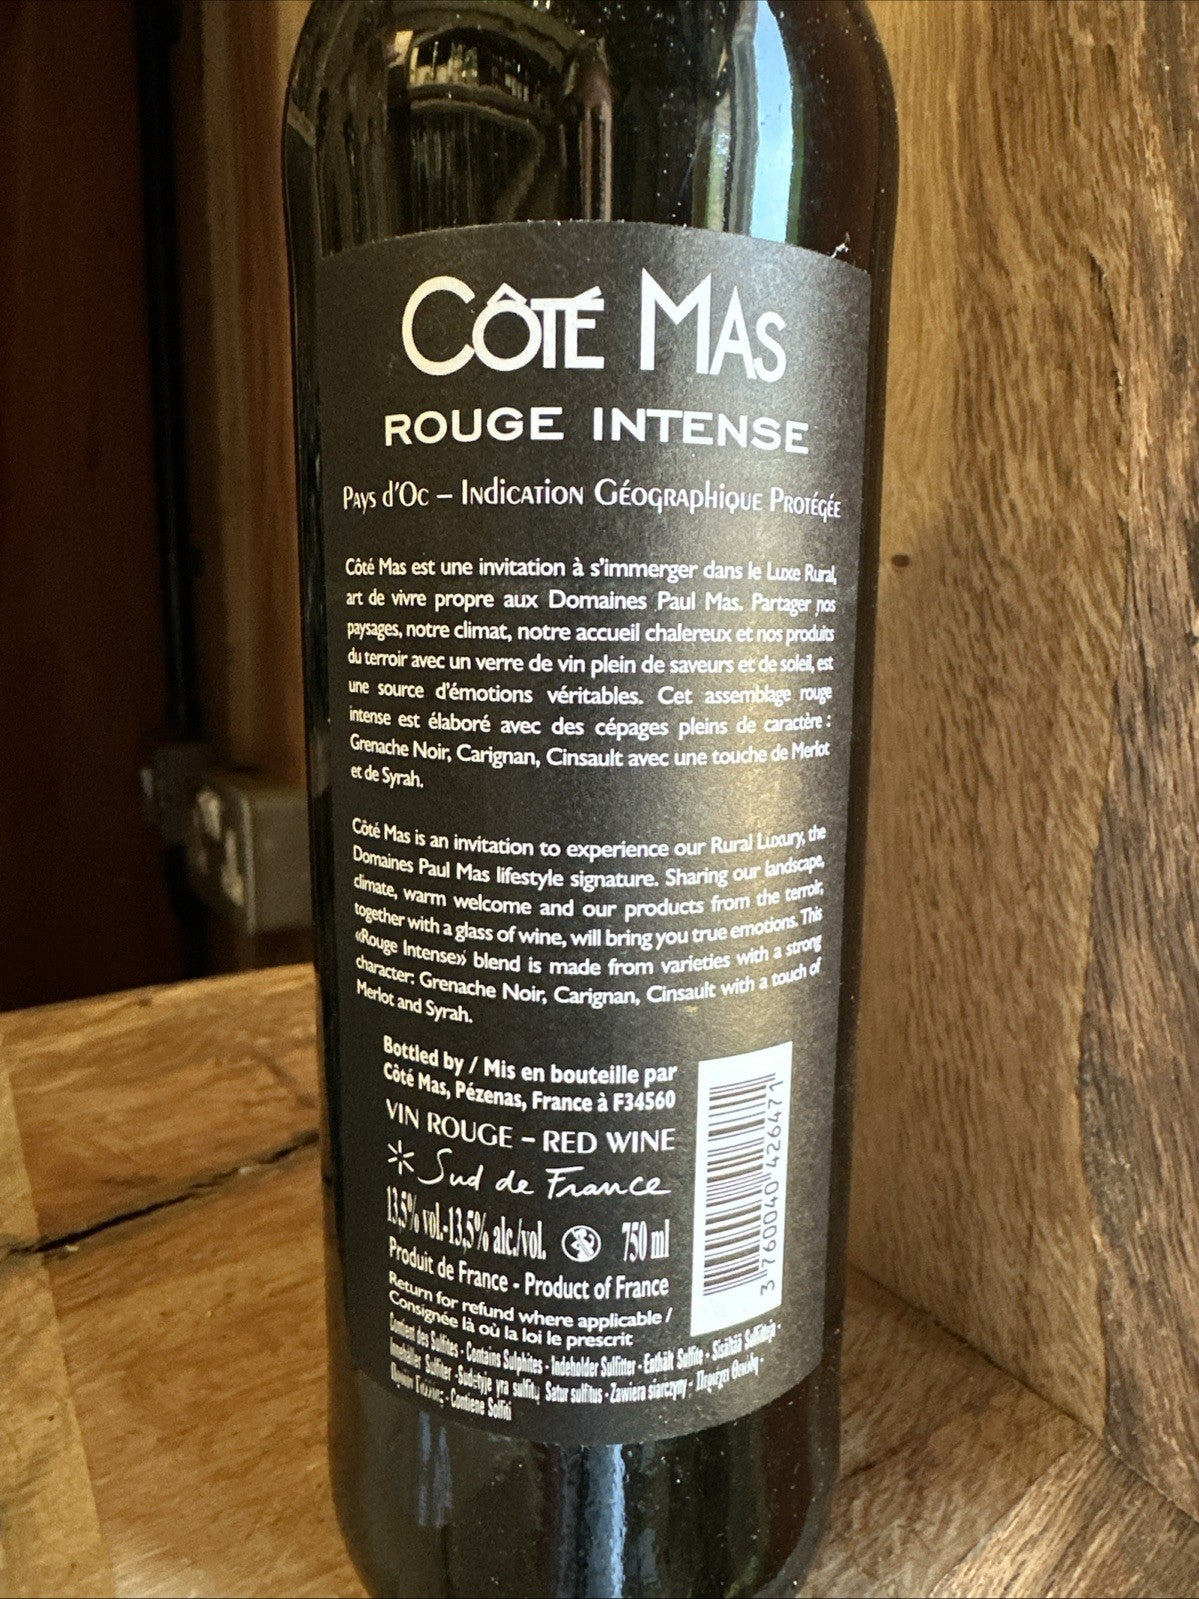 CÔTÉ MAS
ROUGE INTENSE
PAYS d'OC – INDICATION GÉOGRAPHIQUE PROTÉGÉE
Côté Mas est une invitation à s'immerger dans le Luxe Rural,
art de vivre propre aux Domaines Paul Mas. Partager nos
paysages, notre climat, notre accueil chalereux et nos produits
du terroir avec un verre de vin plein de saveurs et de soleil, est
une source d'émotions véritables. Cet assemblage rouge
intense est élaboré avec des cépages pleins de caractère :
Grenache Noir, Carignan, Cinsault avec une touche de Merlot
et de Syrah.
Côté Mas is an invitation to experience our Rural Luxury, the
Domaines Paul Mas lifestyle signature. Sharing our landscape,
climate, warm welcome and our products from the terroir,
together with a glass of wine, will bring you true emotions. This
«Rouge Intense» blend is made from varieties with a strong
character: Grenache Noir, Carignan, Cinsault with a touch of
Merlot and Syrah.
Bottled by / Mis en bouteille par
Côté Mas, Pézenas, France à F34560
VIN ROUGE – RED WINE
Sud de France
13.5% vol.-13,5% alc./vol. 750 ml
Produit de France - Product of France
Return for refund where applicable /
Consignée là où la loi le prescrit
Contient des Sulfites - Contains Sulphites - Indeholder Sulfitter - Enthält Sulfite - Sisältää
Innehåller Sulfiter - yra sulfitų Satur sulfitus - Zawiera siarczyny -
Contiene Solfiti
3 760040 426471